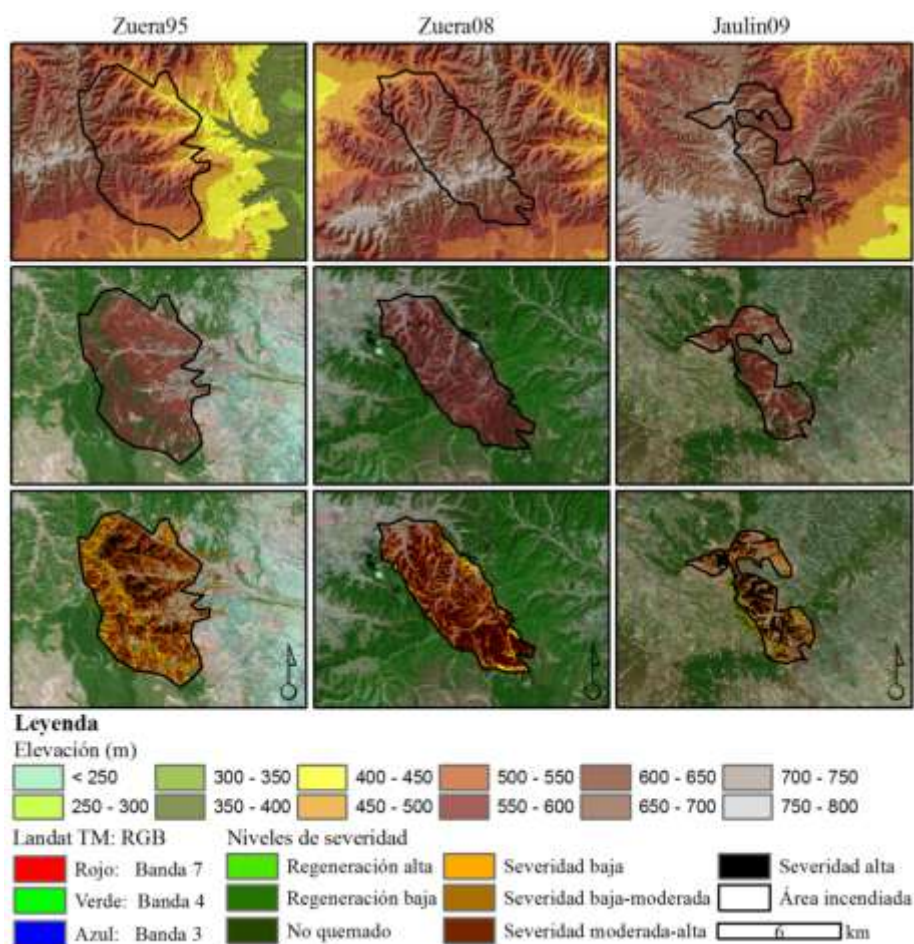 Zuera95 Zuera08 Jaulin09
Leyenda
Elevación (m)
< 250 300 - 350 400 - 450 500 - 550 600 - 650 700 - 750
250 - 300 350 - 400 450 - 500 550 - 600 650 - 700 750 - 800
Landat TM: RGB Niveles de severidad
Rojo: Banda 7 Regeneración alta Severidad baja Severidad alta
Verde: Banda 4 Regeneración baja Severidad baja-moderada Área incendiada
Azul: Banda 3 No quemado Severidad moderada-alta 6 km